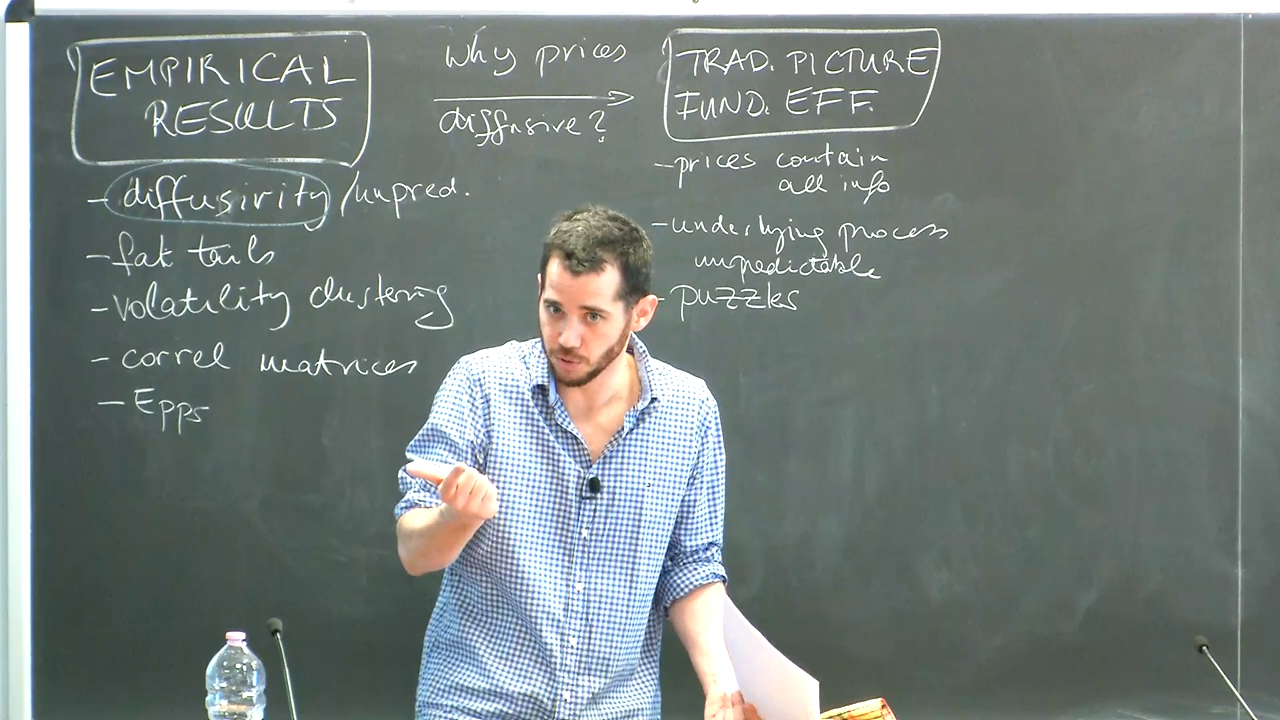 EMPIRICAL
RESULTS
- diffusivity / unpred.
- fat tails
- volatility clustering
- correl matrices
- Epps
Why prices
diffusive?
TRAD. PICTURE
FUND. EFF.
- prices contain
all info
- underlying process
unpredictable
- puzzles